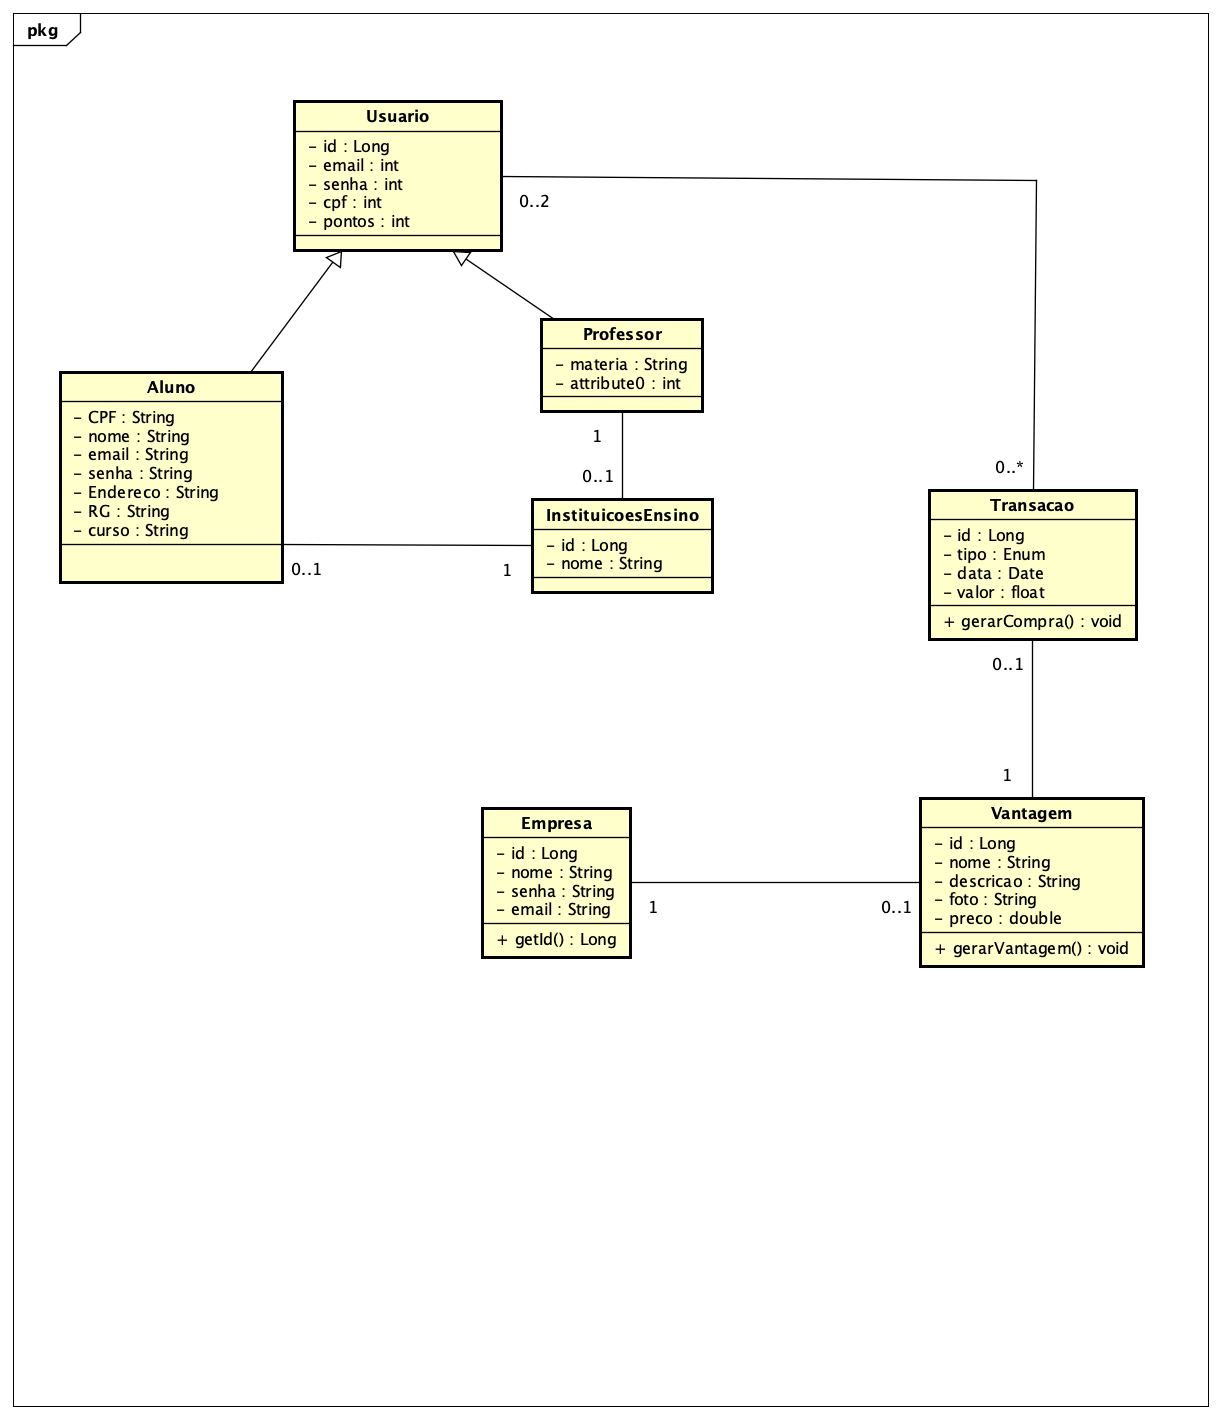 pkg
Usuario
- id : Long
- email : int
- senha : int
- cpf : int
- pontos : int
0..2
Professor
- materia : String
- attribute0 : int
Aluno
- CPF : String
- nome : String
- email : String
- senha : String
- Endereco : String
- RG : String
- curso : String
1
0..1
InstituicoesEnsino
- id : Long
- nome : String
0..1
1
0..*
Transacao
- id : Long
- tipo : Enum
- data : Date
- valor : float
+ gerarCompra() : void
0..1
1
Empresa
- id : Long
- nome : String
- senha : String
- email : String
+ getId() : Long
1
0..1
Vantagem
- id : Long
- nome : String
- descricao : String
- foto : String
- preco : double
+ gerarVantagem() : void